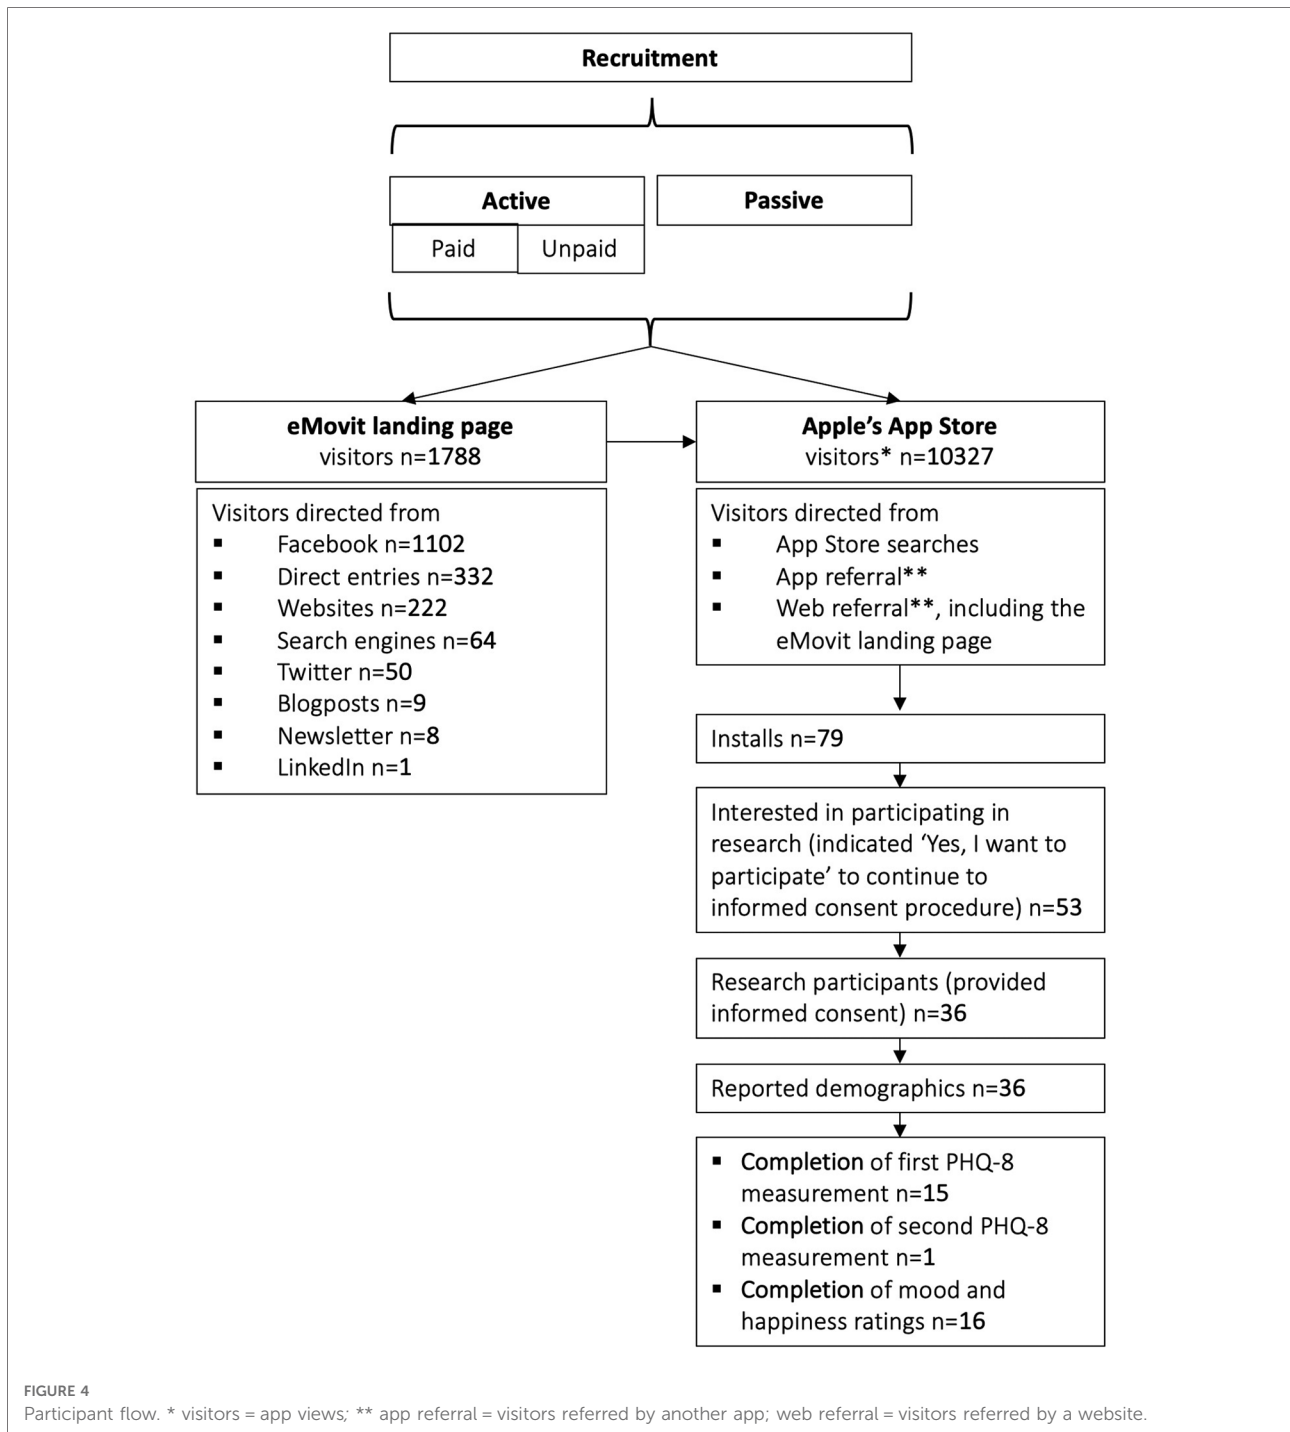 Recruitment
Active
Passive
Paid
Unpaid
eMovit landing page
visitors n=1788
Apple’s App Store
visitors* n=10327
Visitors directed from
▪ Facebook n=1102
▪ Direct entries n=332
▪ Websites n=222
▪ Search engines n=64
▪ Twitter n=50
▪ Blogposts n=9
▪ Newsletter n=8
▪ LinkedIn n=1
Visitors directed from
▪ App Store searches
▪ App referral**
▪ Web referral**, including the
eMovit landing page
Installs n=79
Interested in participating in
research (indicated ‘Yes, I want to
participate’ to continue to
informed consent procedure) n=53
Research participants (provided
informed consent) n=36
Reported demographics n=36
▪ Completion of first PHQ-8
measurement n=15
▪ Completion of second PHQ-8
measurement n=1
▪ Completion of mood and
happiness ratings n=16
FIGURE 4
Participant flow. * visitors = app views; ** app referral = visitors referred by another app; web referral = visitors referred by a website.